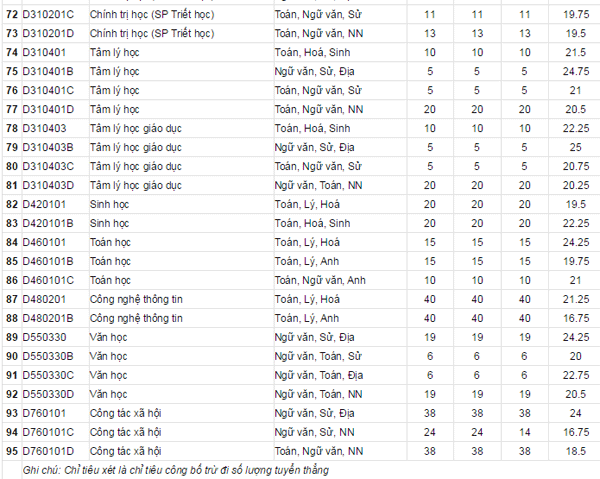 72 D310201C Chính trị học (SP Triết học) Toán, Ngữ văn, Sử 11 11 11 19.75
73 D310201D Chính trị học (SP Triết học) Toán, Ngữ văn, NN 13 13 13 19.5
74 D310401 Tâm lý học Toán, Hoá, Sinh 10 10 10 21.5
75 D310401B Tâm lý học Ngữ văn, Sử, Địa 5 5 5 24.75
76 D310401C Tâm lý học Toán, Ngữ văn, Sử 5 5 5 21
77 D310401D Tâm lý học Toán, Ngữ văn, NN 20 20 20 20.5
78 D310403 Tâm lý học giáo dục Toán, Hoá, Sinh 10 10 10 22.25
79 D310403B Tâm lý học giáo dục Ngữ văn, Sử, Địa 5 5 5 25
80 D310403C Tâm lý học giáo dục Toán, Ngữ văn, Sử 5 5 5 20.75
81 D310403D Tâm lý học giáo dục Ngữ văn, Toán, NN 20 20 20 20.25
82 D420101 Sinh học Toán, Lý, Hoá 20 20 20 19.5
83 D420101B Sinh học Toán, Hoá, Sinh 20 20 20 22.25
84 D460101 Toán học Toán, Lý, Hoá 15 15 15 24.25
85 D460101B Toán học Toán, Lý, Anh 15 15 15 19.75
86 D460101C Toán học Toán, Ngữ văn, Anh 10 10 10 21
87 D480201 Công nghệ thông tin Toán, Lý, Hoá 40 40 40 21.25
88 D480201B Công nghệ thông tin Toán, Lý, Anh 40 40 40 16.75
89 D550330 Văn học Ngữ văn, Sử, Địa 19 19 19 24.25
90 D550330B Văn học Ngữ văn, Toán, Sử 6 6 6 20
91 D550330C Văn học Ngữ văn, Toán, Địa 6 6 6 22.75
92 D550330D Văn học Ngữ văn, Toán, NN 19 19 19 20.5
93 D760101 Công tác xã hội Ngữ văn, Sử, Địa 38 38 38 24
94 D760101C Công tác xã hội Ngữ văn, Sử, NN 24 24 14 16.75
95 D760101D Công tác xã hội Toán, Ngữ văn, NN 38 38 38 18.5
Ghi chú: Chỉ tiêu xét là chỉ tiêu công bố trừ đi số lượng tuyển thẳng